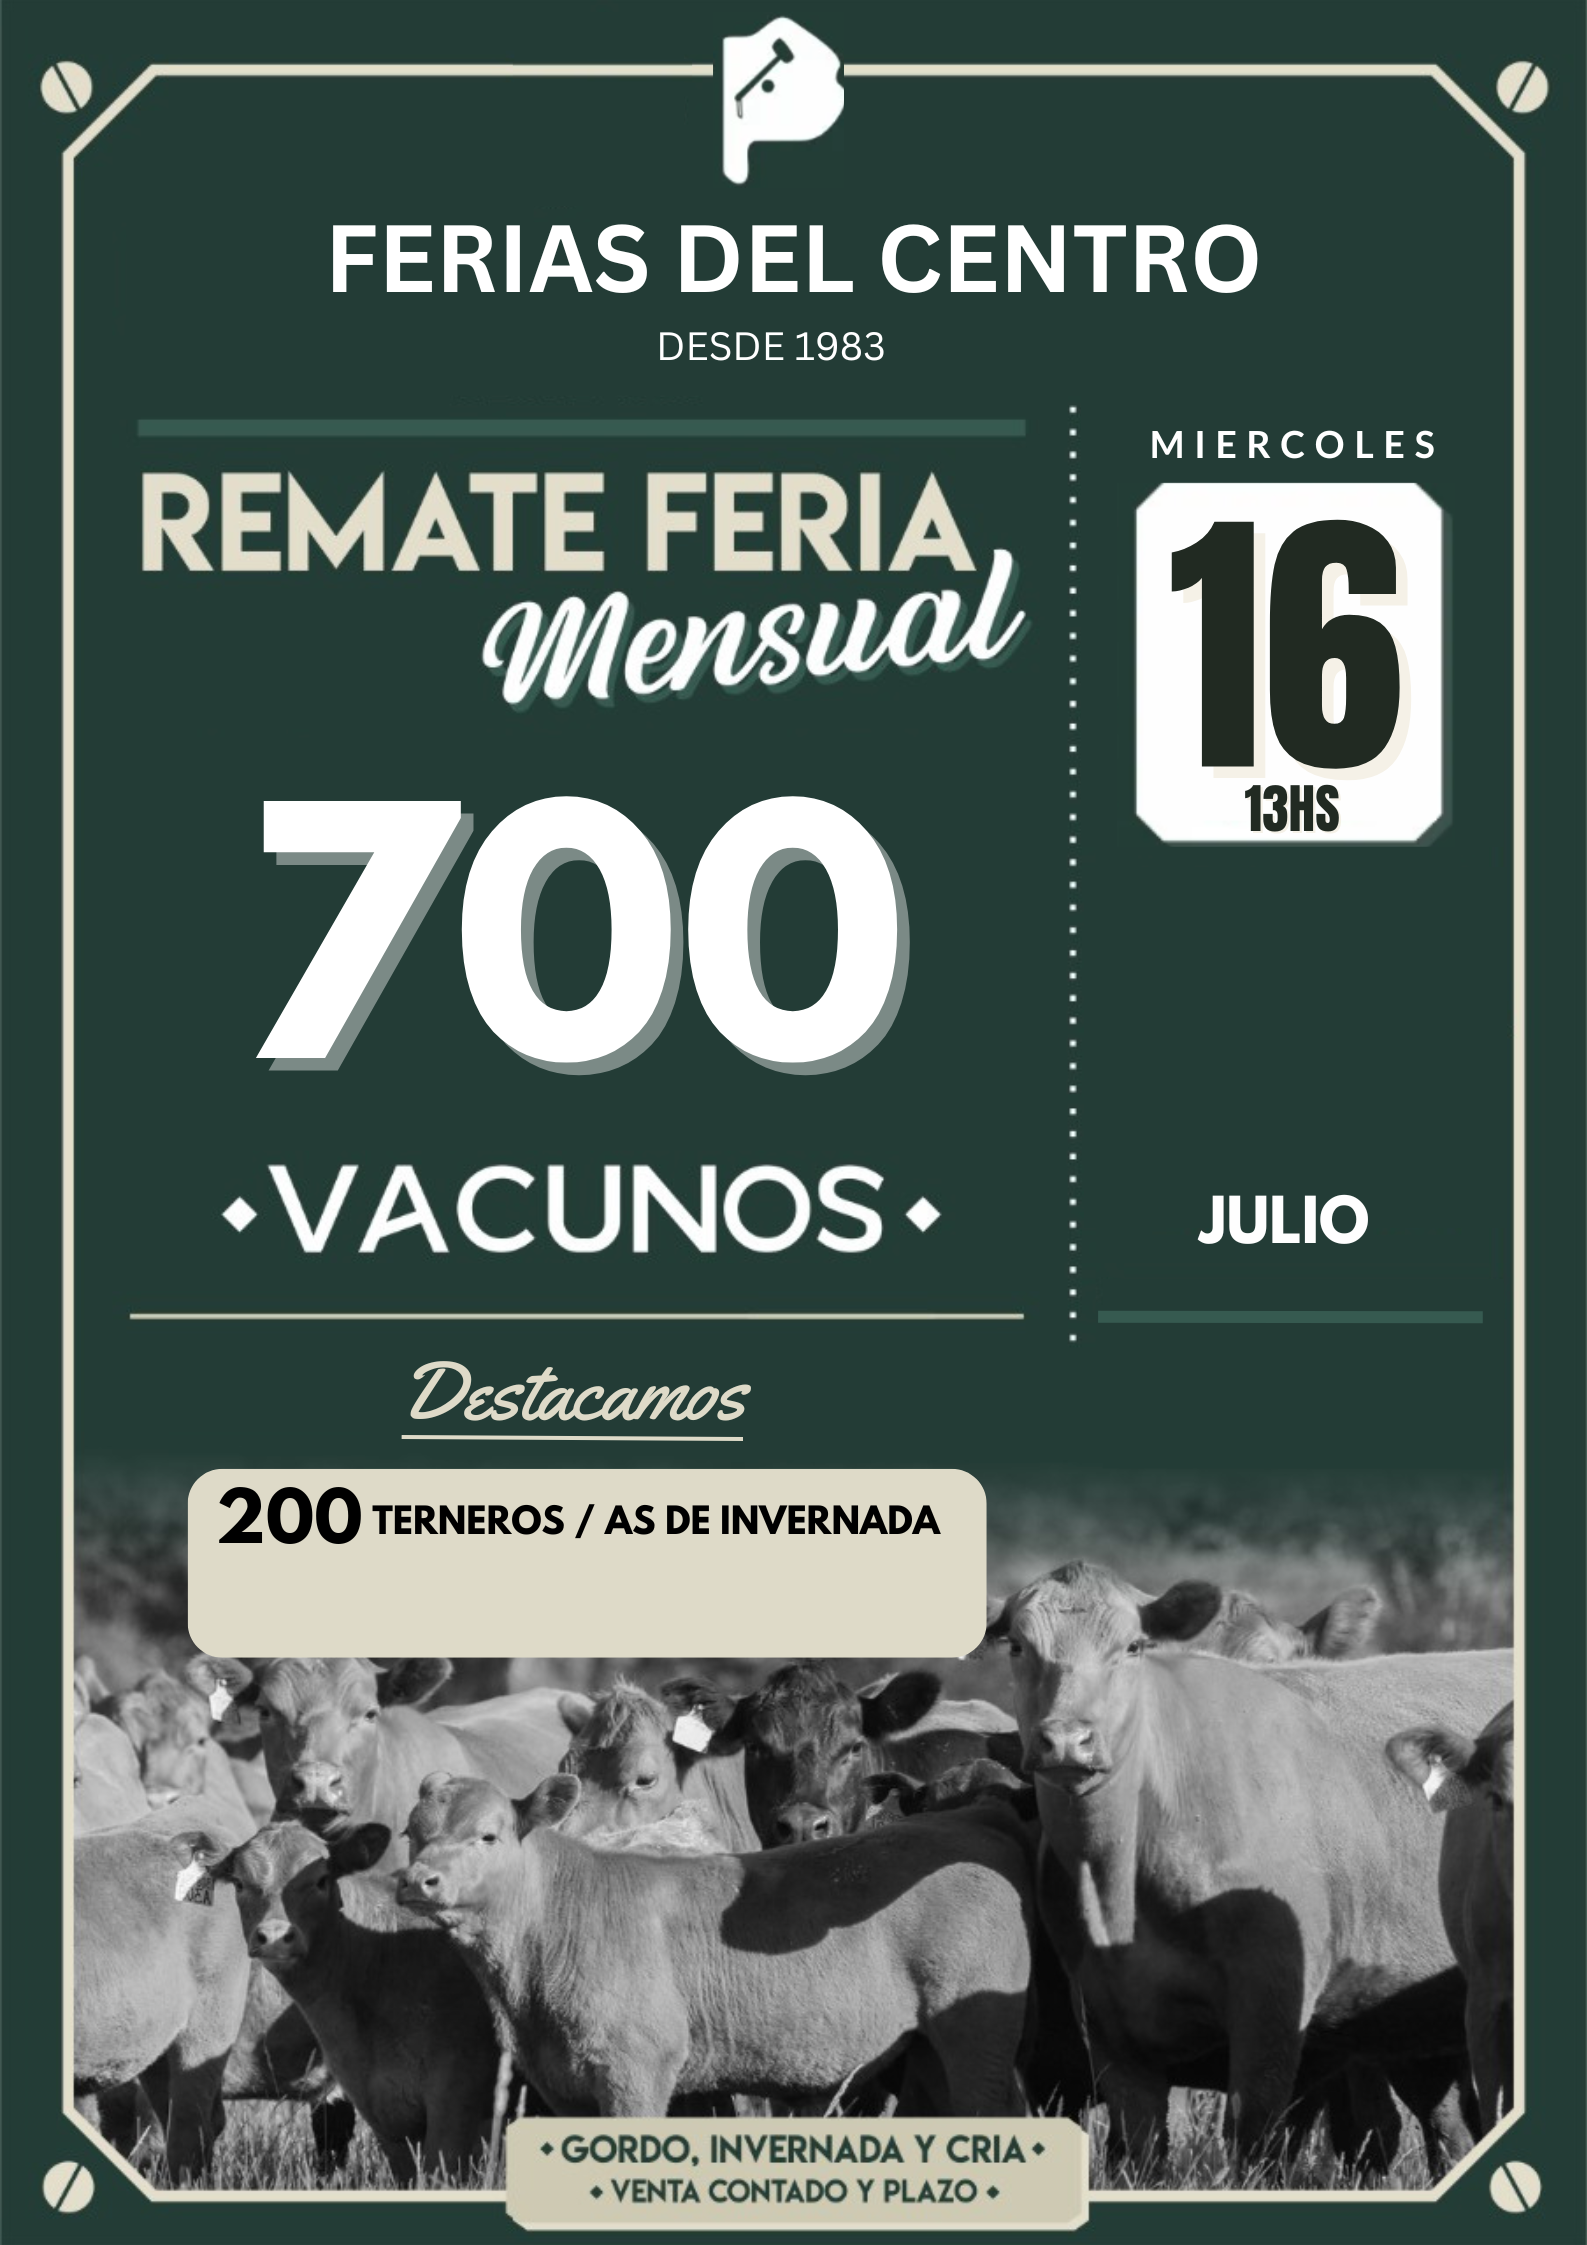 FERIAS DEL CENTRO
DESDE 1983
REMATE FERIA
Mensual
700
VACUNOS
MIERCOLES
16
13HS
JULIO
Destacamos
200 TERNEROS / AS DE INVERNADA
GORDO, INVERNADA Y CRIA
VENTA CONTADO Y PLAZO